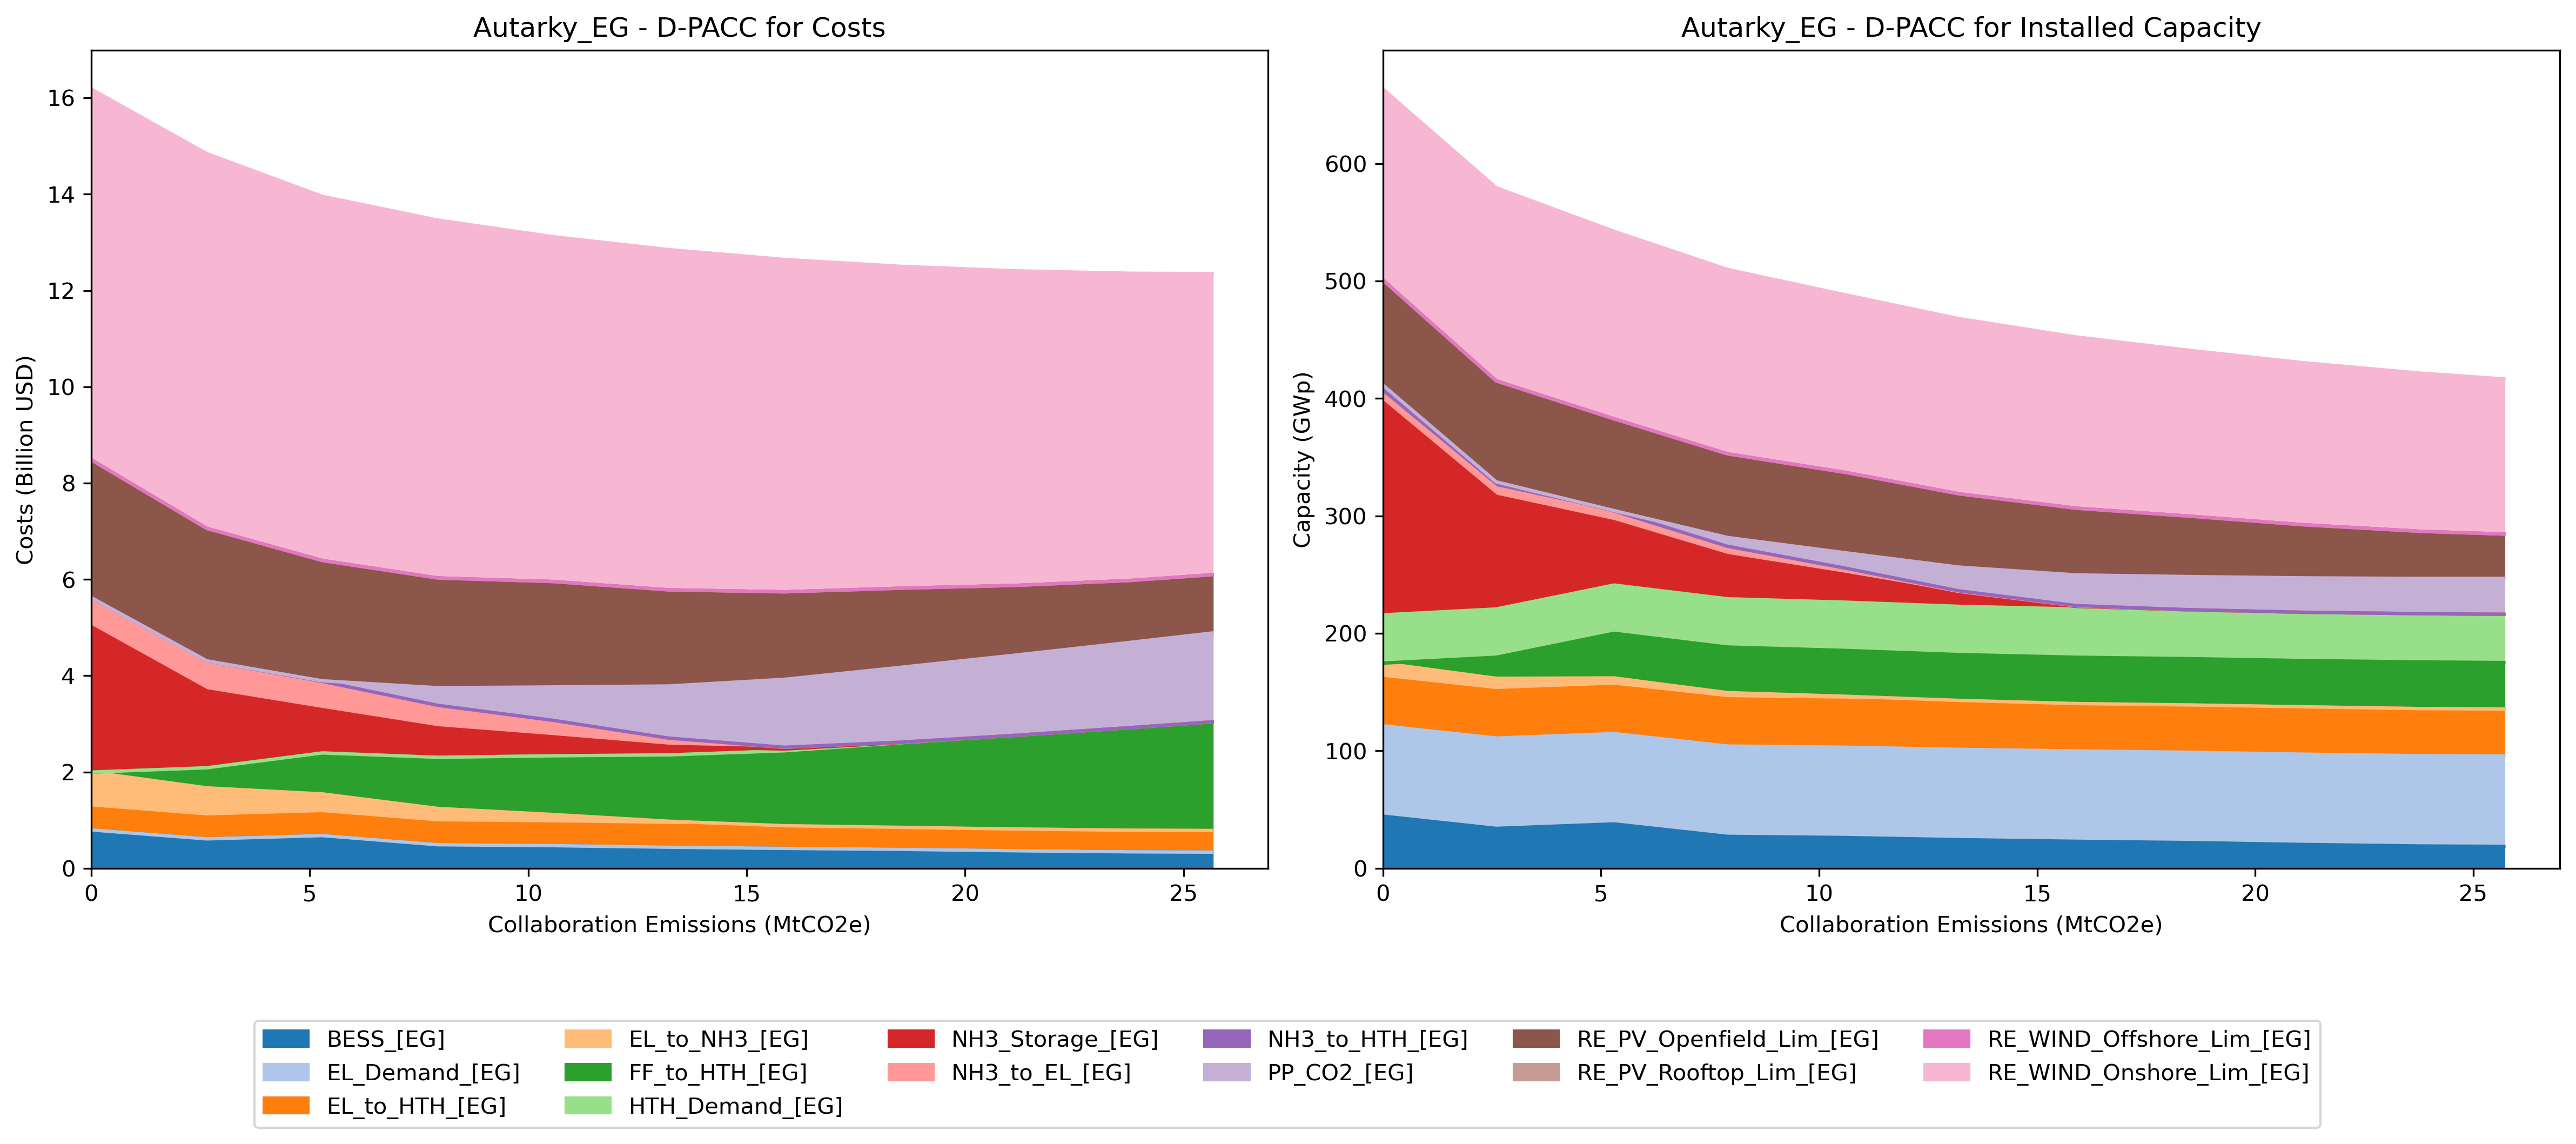 Autarky_EG - D-PACC for Costs
Costs (Billion USD)
16
14
12
10
8
6
4
2
0
0 5 10 15 20 25
Collaboration Emissions (MtCO2e)
Autarky_EG - D-PACC for Installed Capacity
Capacity (GWp)
600
500
400
300
200
100
0
0 5 10 15 20 25
Collaboration Emissions (MtCO2e)
BESS_[EG]
EL_Demand_[EG]
EL_to_HTH_[EG]
EL_to_NH3_[EG]
FF_to_HTH_[EG]
HTH_Demand_[EG]
NH3_Storage_[EG]
NH3_to_EL_[EG]
NH3_to_HTH_[EG]
PP_CO2_[EG]
RE_PV_Openfield_Lim_[EG]
RE_PV_Rooftop_Lim_[EG]
RE_WIND_Offshore_Lim_[EG]
RE_WIND_Onshore_Lim_[EG]